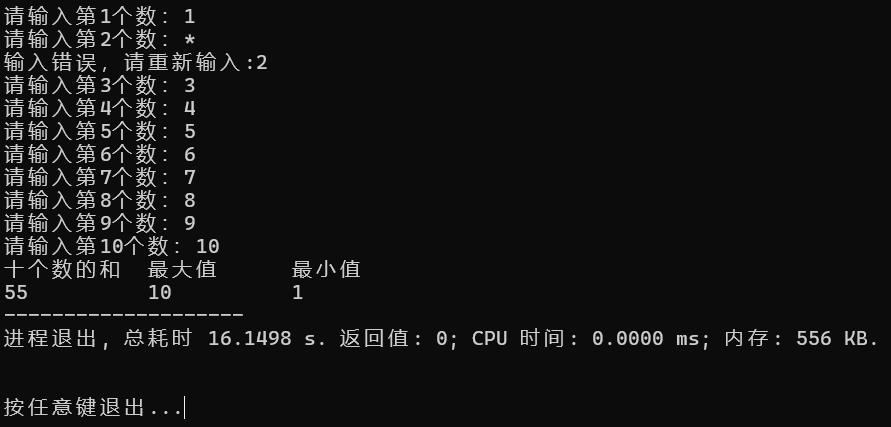 请输入第1个数: 1
请输入第2个数: *
输入错误, 请重新输入:2
请输入第3个数: 3
请输入第4个数: 4
请输入第5个数: 5
请输入第6个数: 6
请输入第7个数: 7
请输入第8个数: 8
请输入第9个数: 9
请输入第10个数: 10
十个数的和 最大值 最小值
55 10 1
--------------------
进程退出, 总耗时 16.1498 s. 返回值: 0; CPU 时间: 0.0000 ms; 内存: 556 KB.
按任意键退出...